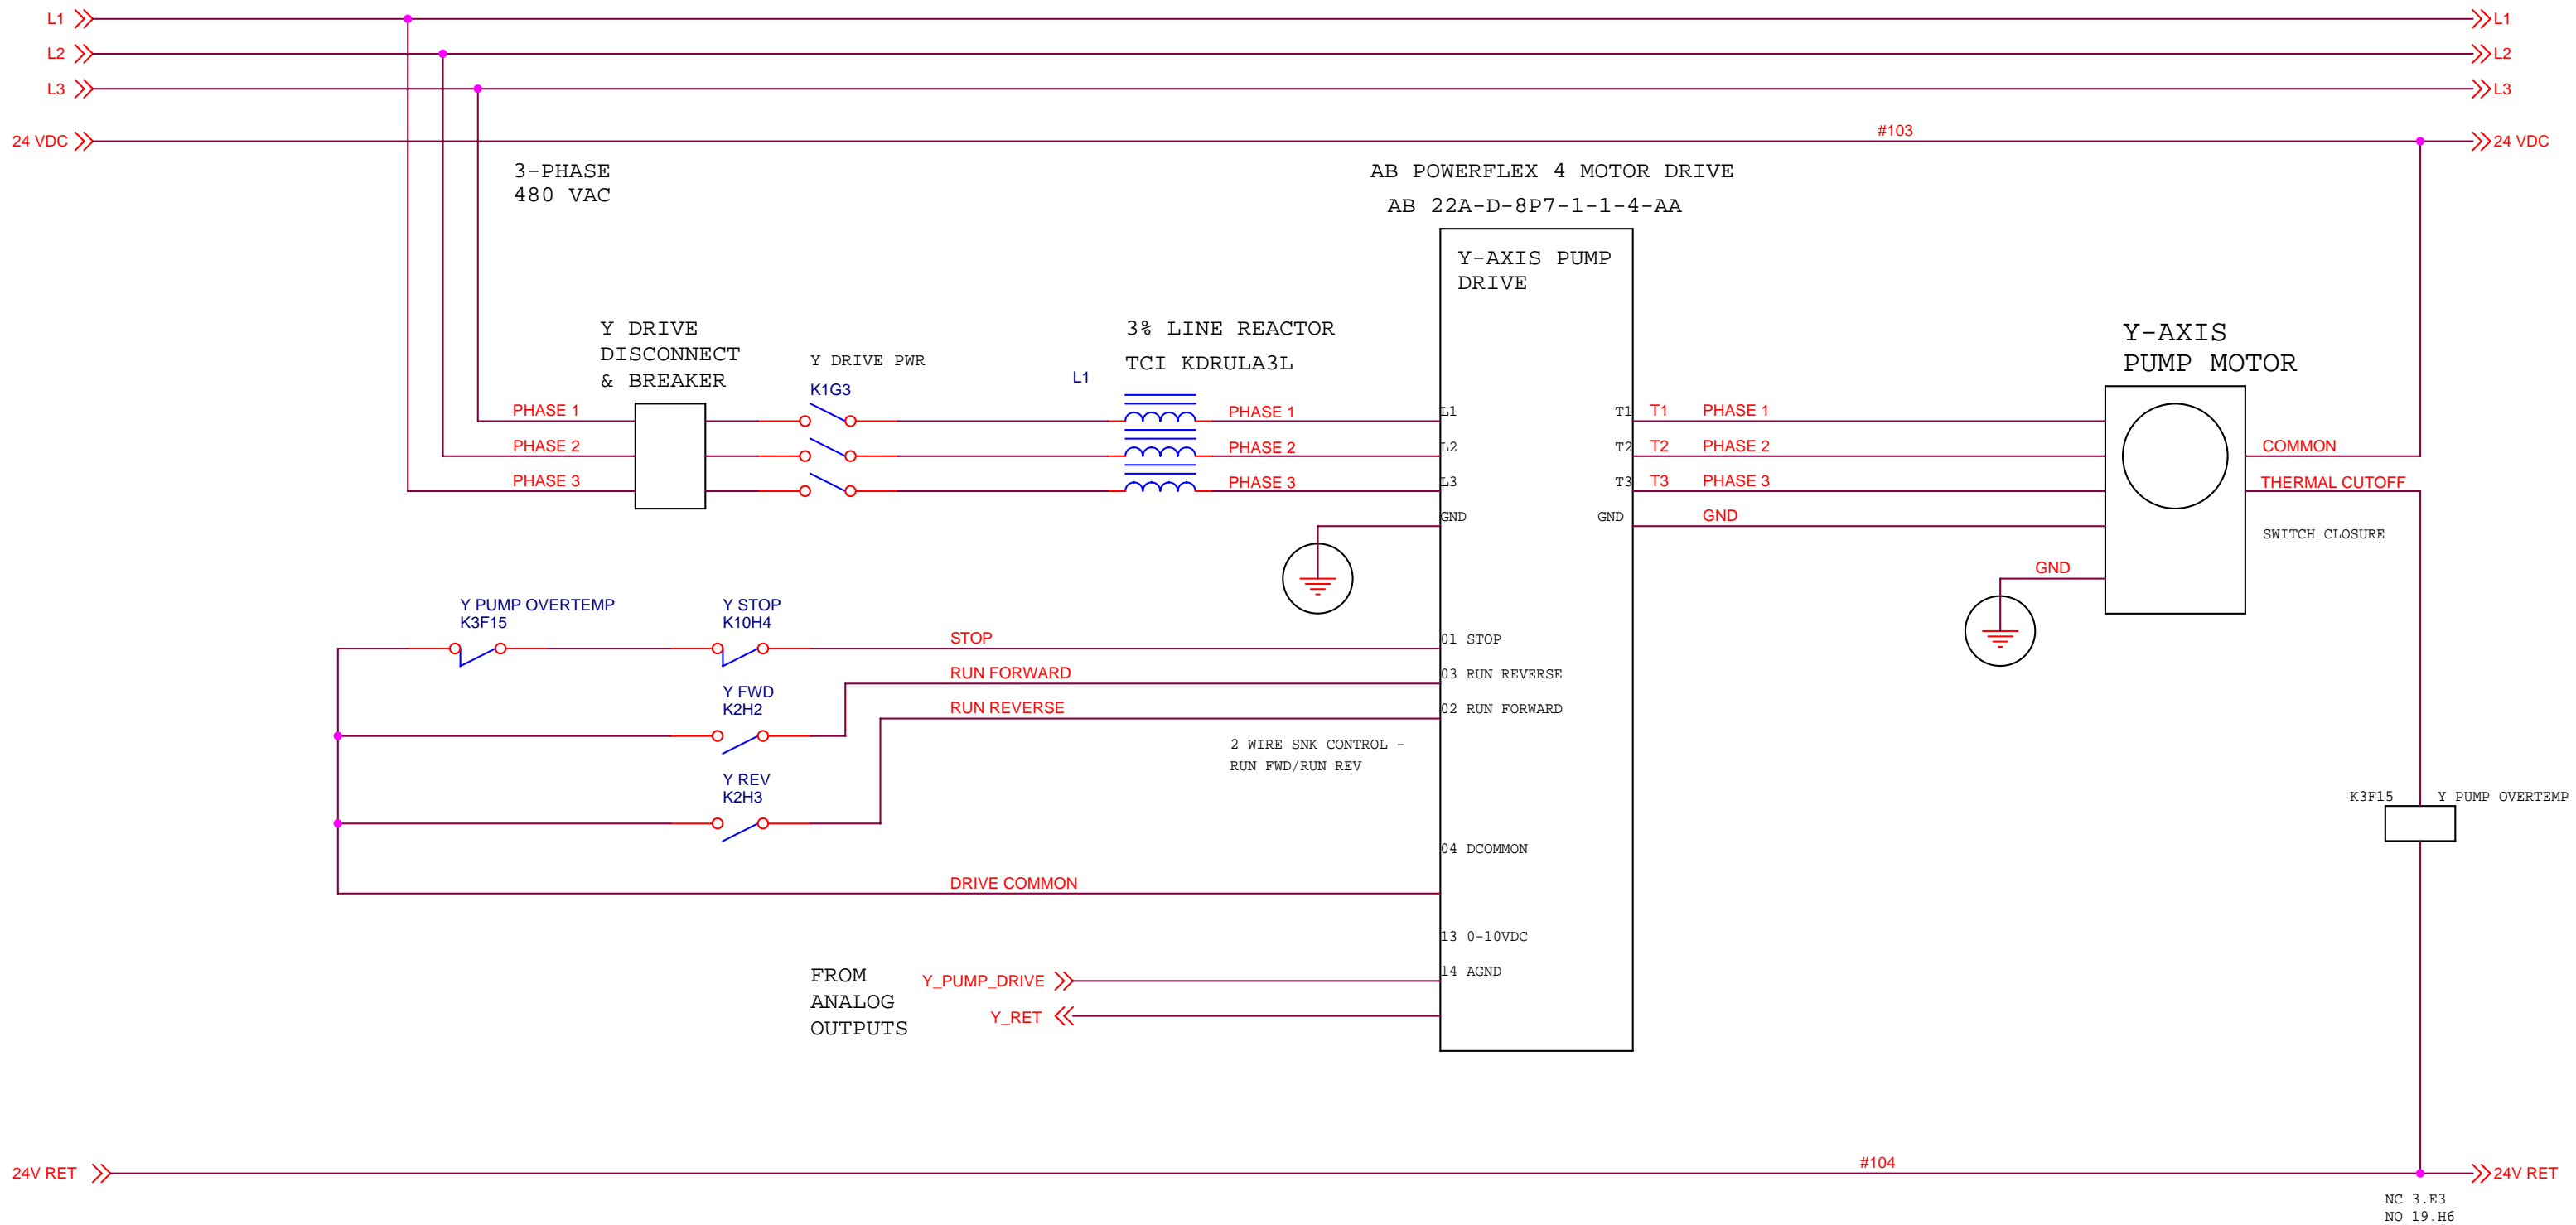 L1
L1
L2
L2
L3
L3
#103
24 VDC
24 VDC
3-PHASE
480 VAC
AB POWERFLEX 4 MOTOR DRIVE
AB 22A-D-8P7-1-1-4-AA
Y-AXIS PUMP
DRIVE
Y DRIVE
DISCONNECT
& BREAKER
Y DRIVE PWR
K1G3
3% LINE REACTOR
TCI KDRULA3L
L1
Y-AXIS
PUMP MOTOR
PHASE 1
PHASE 1
L1
T1
T1
PHASE 1
PHASE 2
PHASE 2
L2
T2
T2
PHASE 2
COMMON
PHASE 3
PHASE 3
L3
T3
T3
PHASE 3
THERMAL CUTOFF
GND
GND
GND
SWITCH CLOSURE
GND
Y PUMP OVERTEMP
K3F15
Y STOP
K10H4
STOP
01 STOP
RUN FORWARD
03 RUN REVERSE
Y FWD
K2H2
RUN REVERSE
02 RUN FORWARD
2 WIRE SNK CONTROL -
RUN FWD/RUN REV
Y REV
K2H3
K3F15
Y PUMP OVERTEMP
04 DCOMMON
DRIVE COMMON
13 0-10VDC
FROM
ANALOG
OUTPUTS
Y_PUMP_DRIVE
14 AGND
Y_RET
#104
24V RET
24V RET
NC 3.E3
NO 19.H6